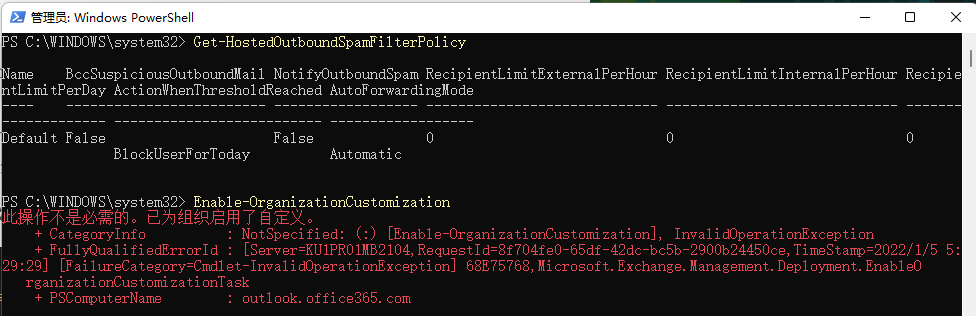 管理员: Windows PowerShell
PS C:\WINDOWS\system32> Get-HostedOutboundSpamFilterPolicy
Name    BccSuspiciousOutboundMail NotifyOutboundSpam RecipientLimitExternalPerHour RecipientLimitInternalPerHour Recipie
ntLimitPerDay ActionWhenThresholdReached AutoForwardingMode
----    ------------------------- ------------------ ----------------------------- ----------------------------- -------
------------- -------------------------- ------------------
Default False                     False              0                             0                             0
              BlockUserForToday          Automatic
PS C:\WINDOWS\system32> Enable-OrganizationCustomization
此操作不是必需的。已为组织启用了自定义。
    + CategoryInfo          : NotSpecified: (:) [Enable-OrganizationCustomization], InvalidOperationException
    + FullyQualifiedErrorId : [Server=KU1PR01MB2104,RequestId=8f704fe0-65df-42dc-bc5b-2900b24450ce,TimeStamp=2022/1/5 5:
29:29] [FailureCategory=Cmdlet-InvalidOperationException] 68E75768,Microsoft.Exchange.Management.Deployment.EnableO
   rganizationCustomizationTask
    + PSComputerName        : outlook.office365.com